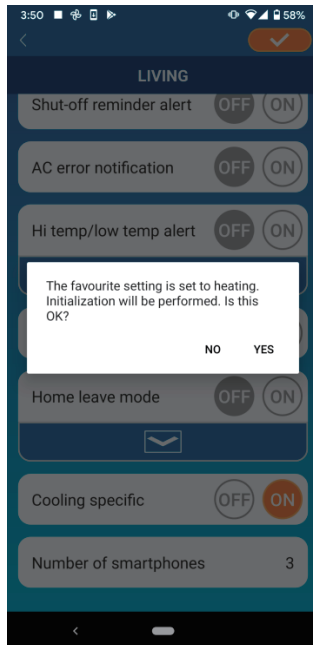 3:50
58%
LIVING
Shut-off reminder alert OFF ON
AC error notification OFF ON
Hi temp/low temp alert OFF ON
The favourite setting is set to heating.
Initialization will be performed. Is this
OK?
NO YES
Home leave mode OFF ON
Cooling specific OFF ON
Number of smartphones 3